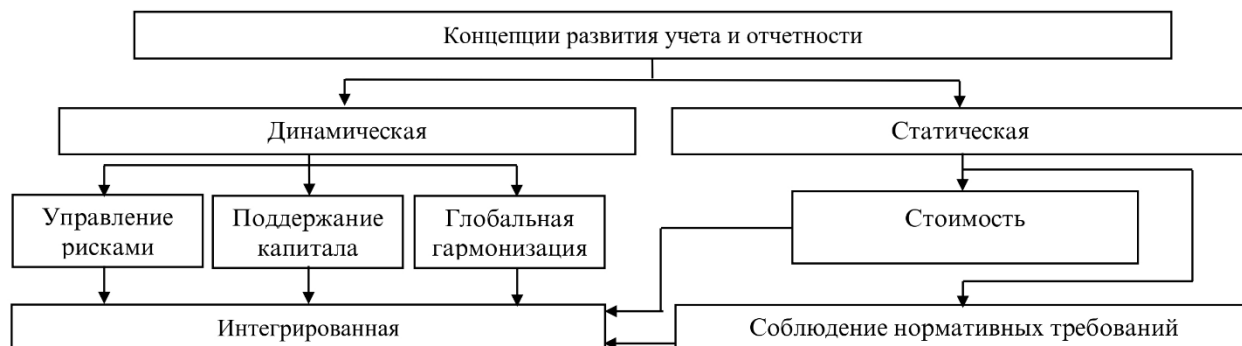 Концепции развития учета и отчетности
Динамическая
Статическая
Управление
рисками
Поддержание
капитала
Глобальная
гармонизация
Стоимость
Интегрированная
Соблюдение нормативных требований